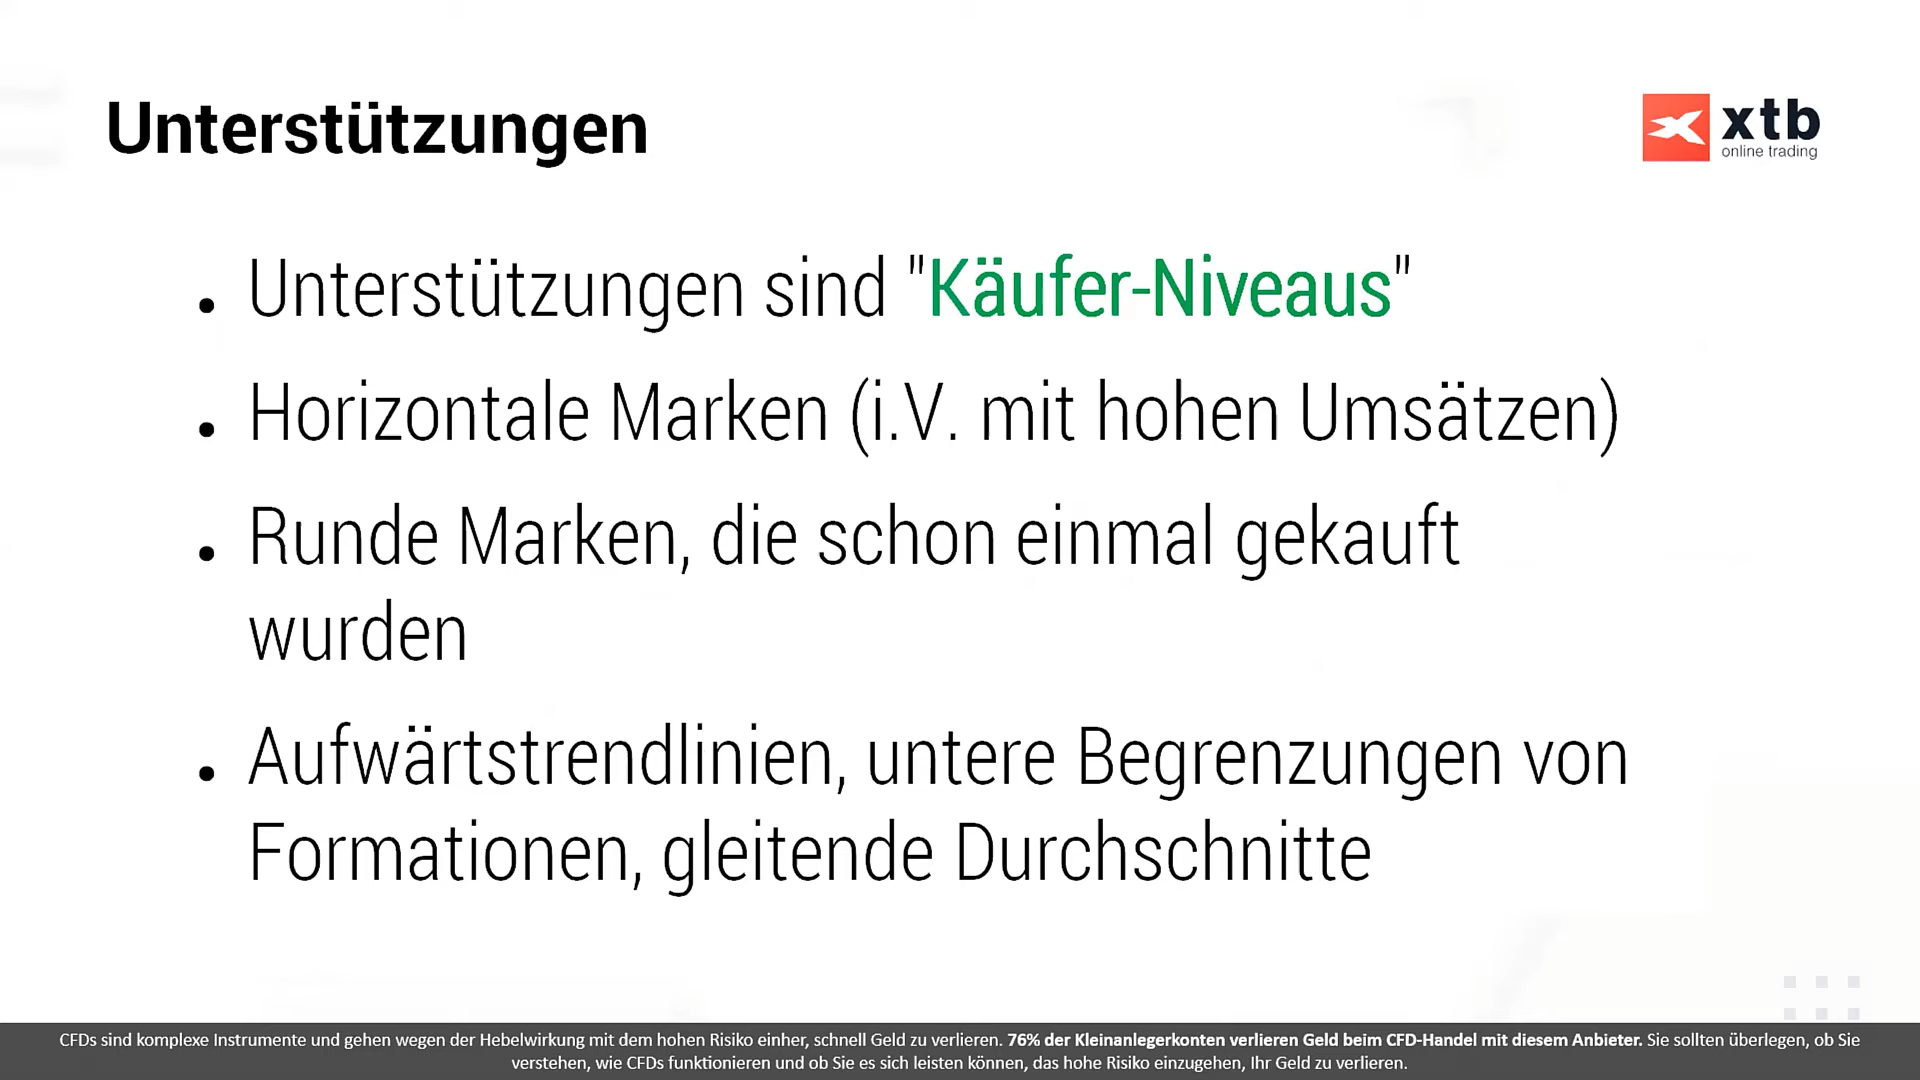 Unterstützungen
xtb
online trading
• Unterstützungen sind "Käufer-Niveaus"
• Horizontale Marken (i.V. mit hohen Umsätzen)
• Runde Marken, die schon einmal gekauft
wurden
• Aufwärtstrendlinien, untere Begrenzungen von
Formationen, gleitende Durchschnitte
CFDs sind komplexe Instrumente und gehen wegen der Hebelwirkung mit dem hohen Risiko einher, schnell Geld zu verlieren. 76% der Kleinanlegerkonten verlieren Geld beim CFD-Handel mit diesem Anbieter. Sie sollten überlegen, ob Sie
verstehen, wie CFDs funktionieren und ob Sie es sich leisten können, das hohe Risiko einzugehen, Ihr Geld zu verlieren.